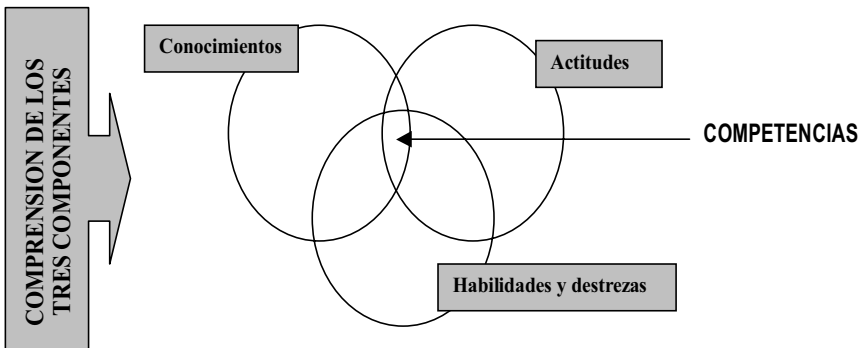 COMPRENSION DE LOS
TRES COMPONENTES
Conocimientos
Actitudes
COMPETENCIAS
Habilidades y destrezas